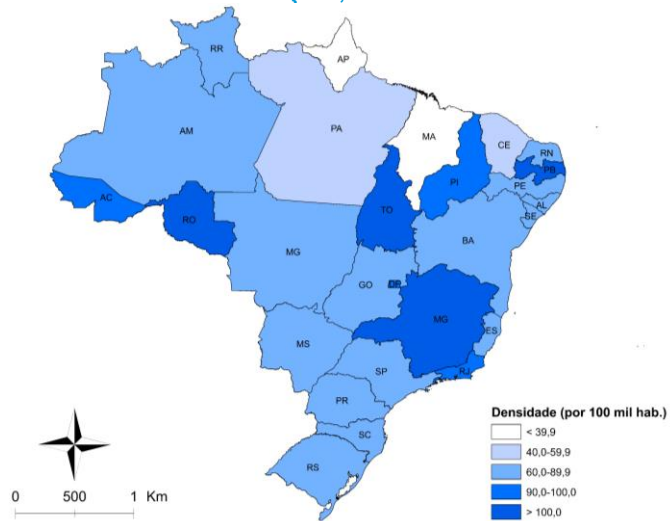 RR
AP
AM
PA
MA
CE
RN
PB
PI
PE
AL
SE
AC
RO
TO
BA
MG
GO
DF
MG
ES
MS
SP
RJ
PR
SC
RS
Densidade (por 100 mil hab.)
< 39,9
40,0-59,9
60,0-89,9
90,0-100,0
> 100,0
0 500 1 Km